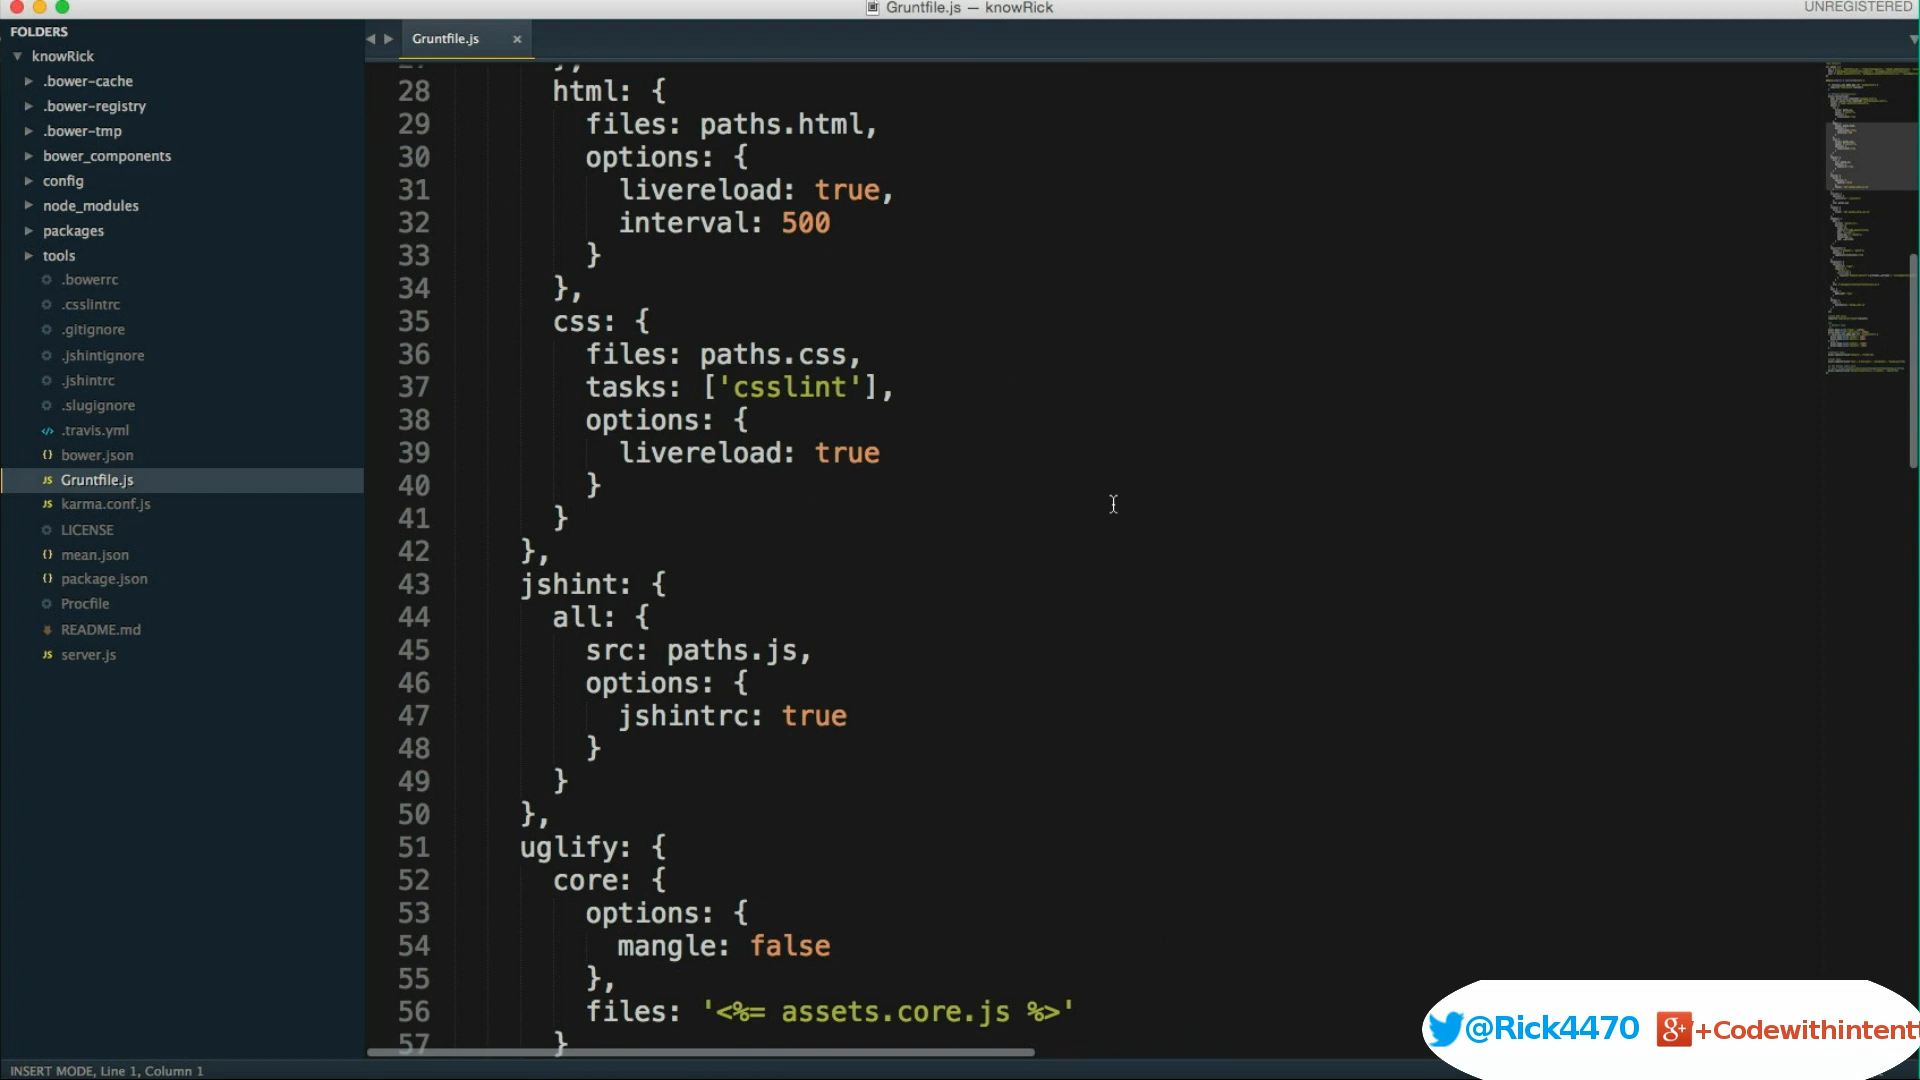 Gruntfile.js — knowRick
UNREGISTERED
FOLDERS
knowRick
.bower-cache
.bower-registry
.bower-tmp
bower_components
config
node_modules
packages
tools
.bowerrc
.csslintrc
.gitignore
.jshintignore
.jshintrc
.slugignore
.travis.yml
bower.json
Gruntfile.js
karma.conf.js
LICENSE
mean.json
package.json
Procfile
README.md
server.js
Gruntfile.js
28 html: {
29 files: paths.html,
30 options: {
31 livereload: true,
32 interval: 500
33 }
34 },
35 css: {
36 files: paths.css,
37 tasks: ['csslint'],
38 options: {
39 livereload: true
40 }
41 }
42 },
43 jshint: {
44 all: {
45 src: paths.js,
46 options: {
47 jshintrc: true
48 }
49 }
50 },
51 uglify: {
52 core: {
53 options: {
54 mangle: false
55 },
56 files: '<%= assets.core.js %>'
57 }
@Rick4470 g+ +Codewithintent
INSERT MODE, Line 1, Column 1